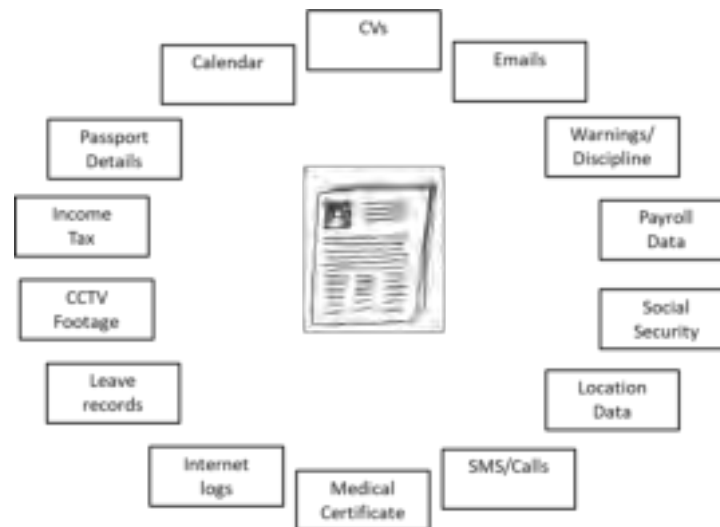 CVs
Calendar
Emails
Passport
Details
Warnings/
Discipline
Income
Tax
Payroll
Data
CCTV
Footage
Social
Security
Leave
records
Location
Data
Internet
logs
SMS/Calls
Medical
Certificate